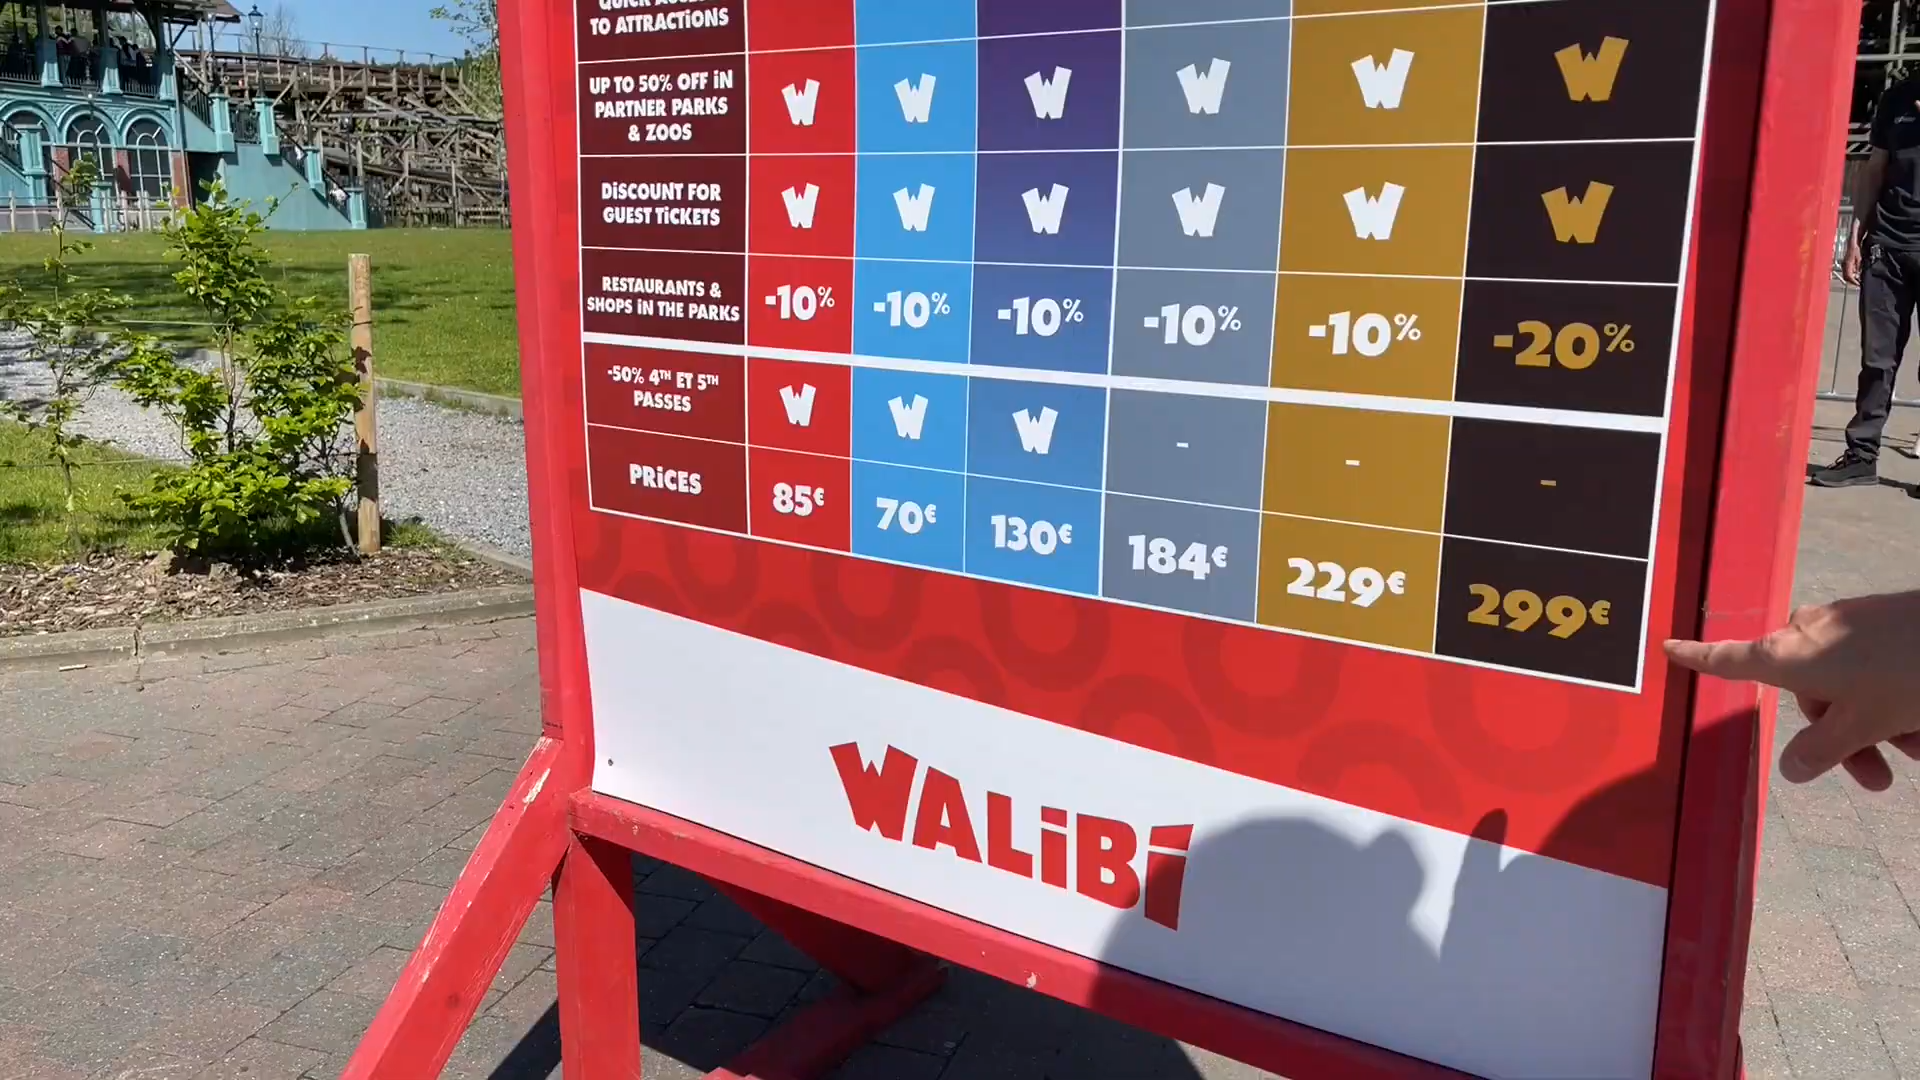 TO ATTRACTiONS
UP TO 50% OFF iN
PARTNER PARKS
& ZOOS
DiSCOUNT FOR
GUEST TiCKETS
RESTAURANTS &
SHOPS iN THE PARKS
-10% -10% -10% -10% -10% -20%
-50% 4TH ET 5TH
PASSES
- - -
PRiCES
85€ 70€ 130€ 184€ 229€ 299€
WALiBi